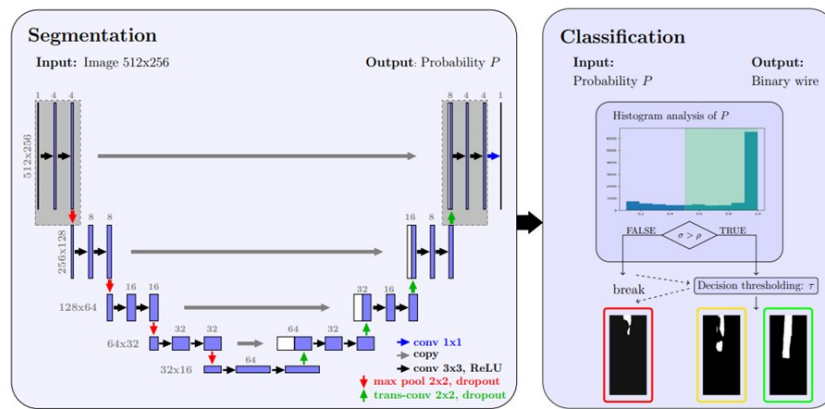 Segmentation
Input: Image 512x256
Output: Probability P
1 4 4
8 4 4 1
512x256
8 8
16 8
256x128
16 16
32 16
128x64
32 32
64 32
64x32
64
32x16
conv 1x1
copy
conv 3x3, ReLU
max pool 2x2, dropout
trans-conv 2x2, dropout
Classification
Input:
Probability P
Output:
Binary wire
Histogram analysis of P
FALSE
σ > ρ
TRUE
break
Decision thresholding: τ